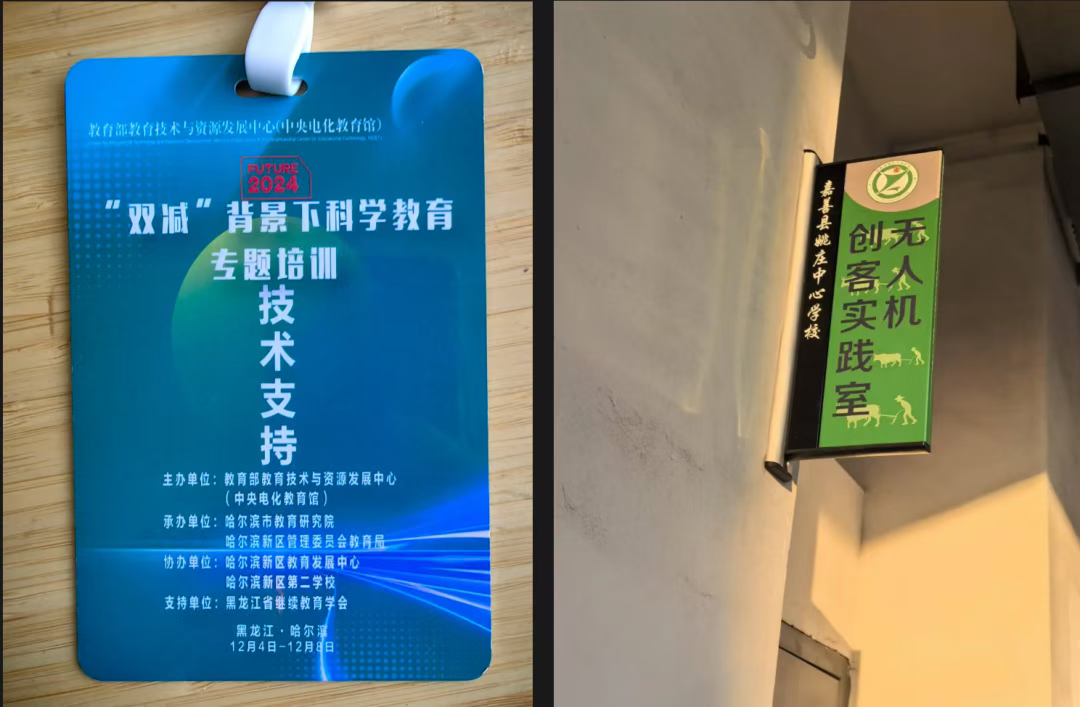 教育部教育技术与资源发展中心(中央电化教育馆)
FUTURE
2024
“双减”背景下科学教育
专题培训
技术支持
主办单位：教育部教育技术与资源发展中心
（中央电化教育馆）
承办单位：哈尔滨市教育研究院
哈尔滨新区管理委员会教育局
协办单位：哈尔滨新区教育发展中心
哈尔滨新区第二学校
支持单位：黑龙江省继续教育学会
黑龙江·哈尔滨
12月4日-12月8日
嘉善县姚庄中心学校
无人机
创客实践室